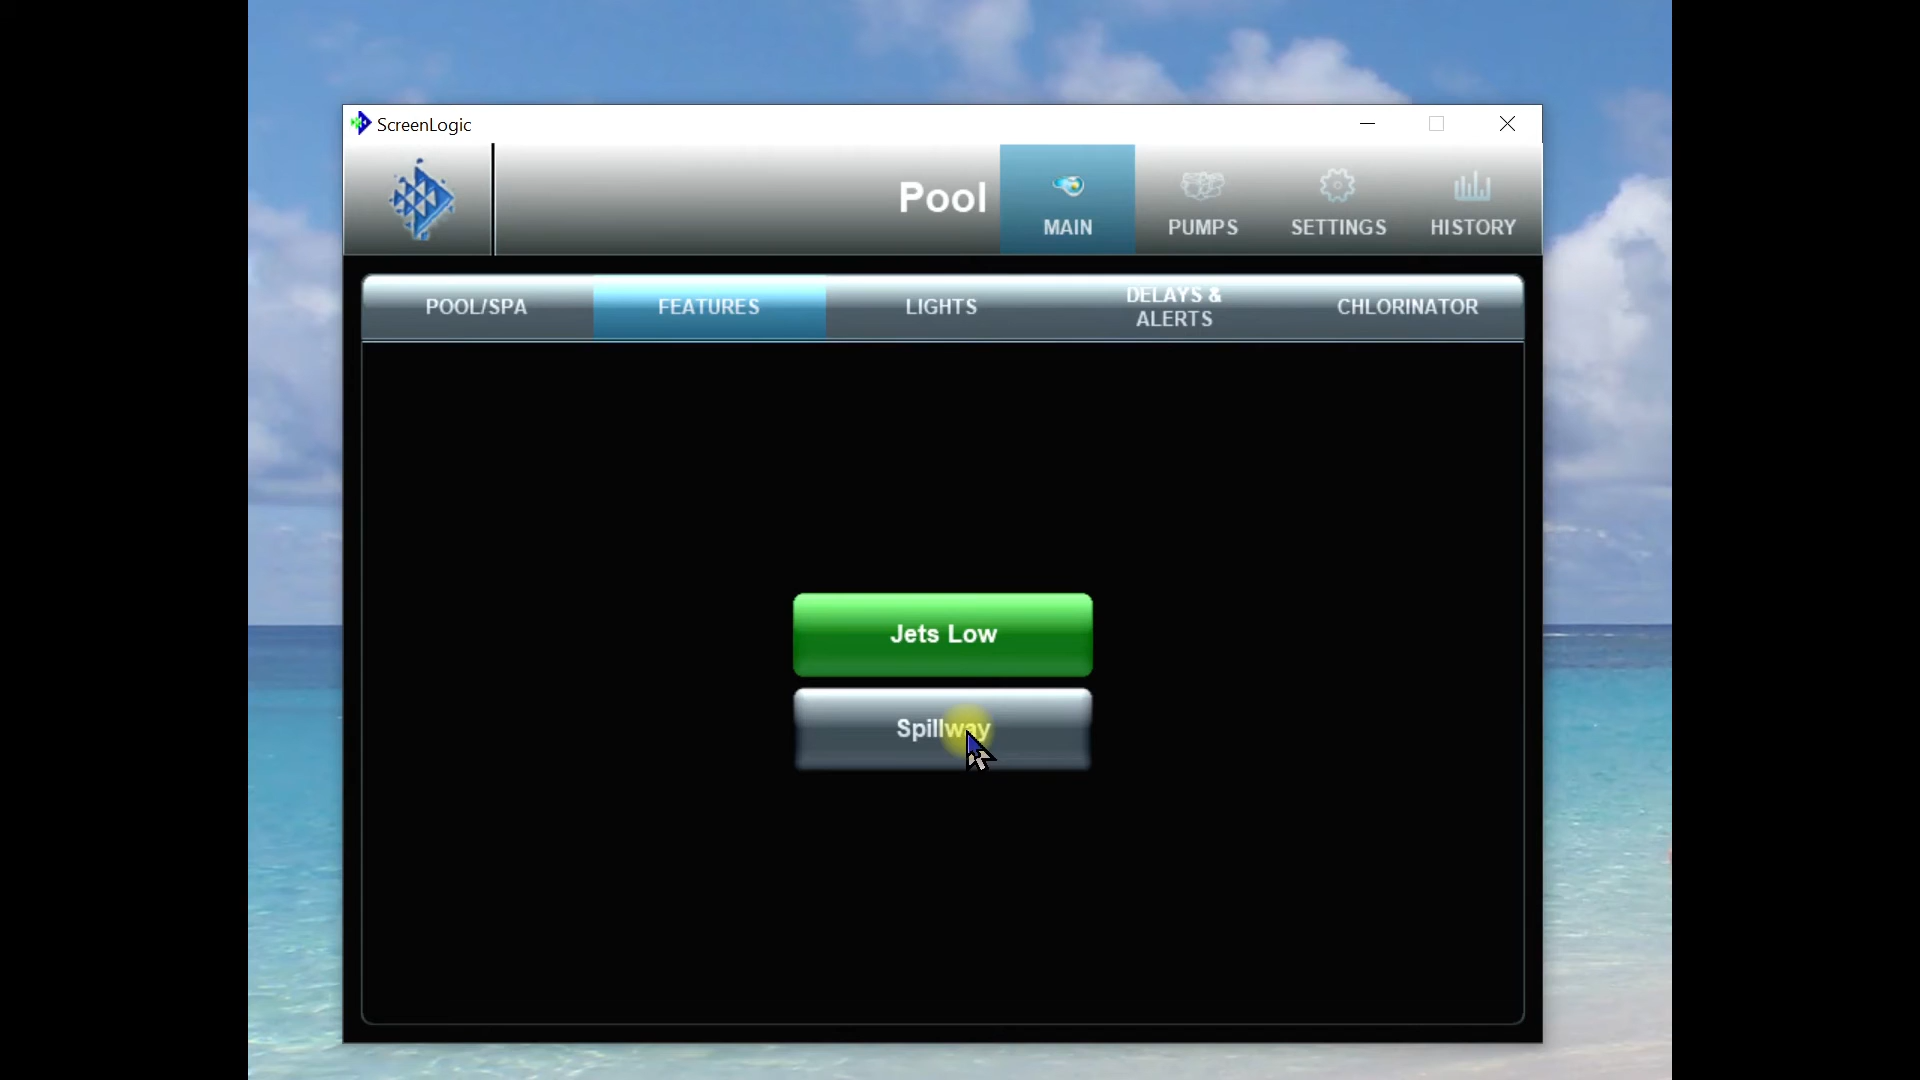 ScreenLogic
Pool
MAIN
PUMPS
SETTINGS
HISTORY
POOL/SPA
FEATURES
LIGHTS
DELAYS &
ALERTS
CHLORINATOR
Jets Low
Spillway